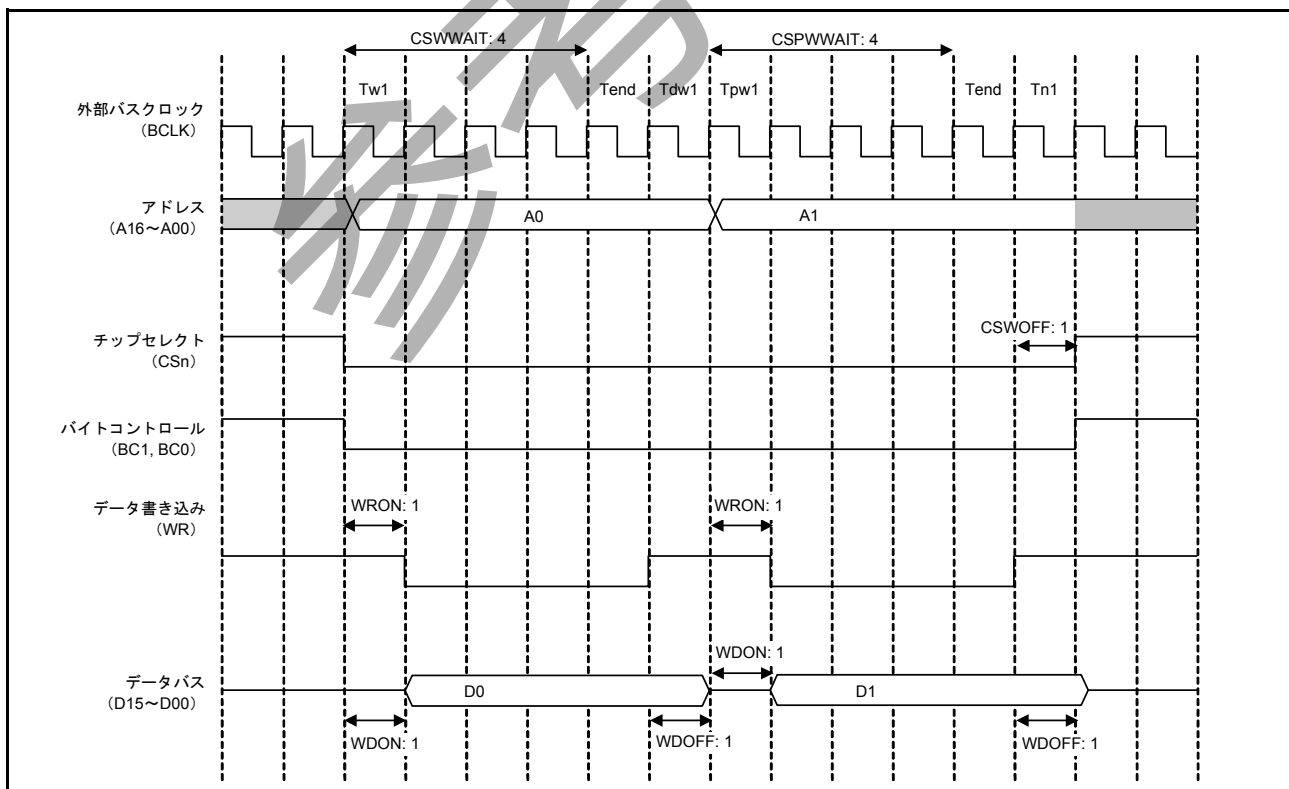 CSWWAIT: 4
CSPWWAIT: 4
Tw1
Tend
Tdw1
Tpw1
Tend
Tn1
外部バスクロック
（BCLK）
アドレス
（A16～A00）
A0
A1
チップセレクト
（CSn）
CSWOFF: 1
バイトコントロール
（BC1, BC0）
データ書き込み
（WR）
WRON: 1
WRON: 1
WDON: 1
データバス
（D15～D00）
D0
D1
WDON: 1
WDOFF: 1
WDOFF: 1